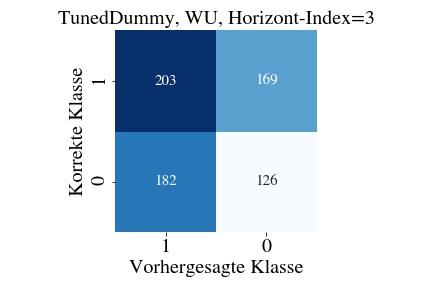 TunedDummy, WU, Horizont-Index=3
Korrekte Klasse
1
203
169
0
182
126
1
0
Vorhergesagte Klasse